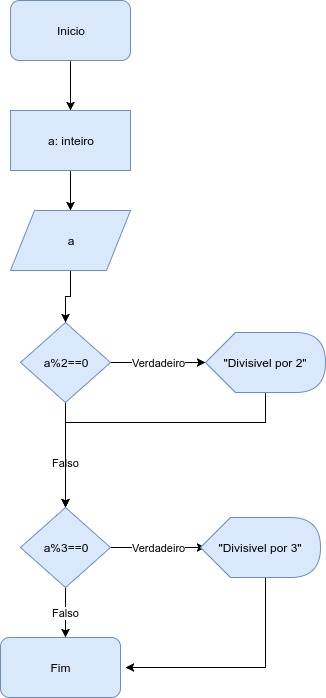 Inicio
a: inteiro
a
a%2==0
Verdadeiro
"Divisivel por 2"
Falso
a%3==0
Verdadeiro
"Divisivel por 3"
Falso
Fim